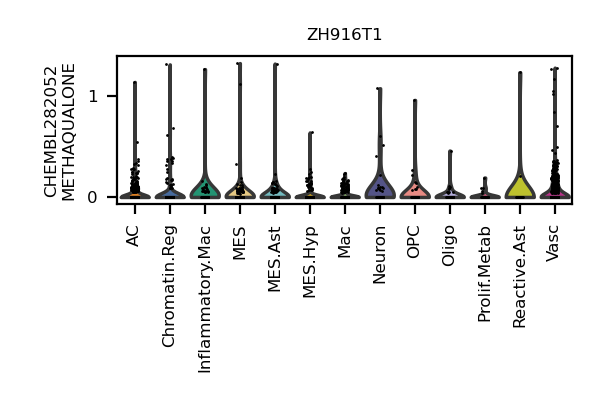 ZH916T1
CHEMBL282052
METHAQUALONE
1
0
AC
Chromatin.Reg
Inflammatory.Mac
MES
MES.Ast
MES.Hyp
Mac
Neuron
OPC
Oligo
Prolif.Metab
Reactive.Ast
Vasc